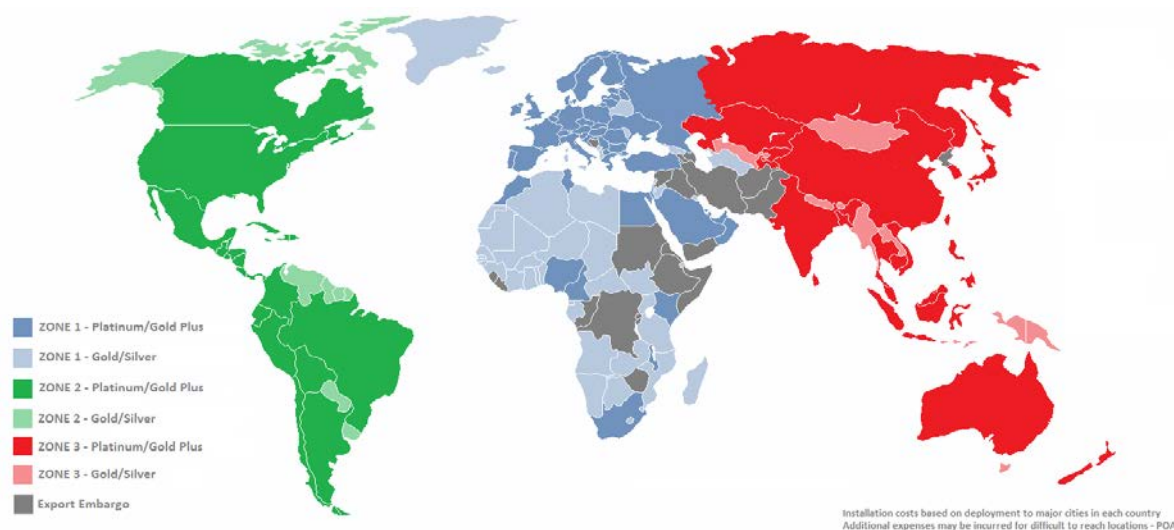 ZONE 1 - Platinum/Gold Plus
ZONE 1 - Gold/Silver
ZONE 2 - Platinum/Gold Plus
ZONE 2 - Gold/Silver
ZONE 3 - Platinum/Gold Plus
ZONE 3 - Gold/Silver
Export Embargo
Installation costs based on deployment to major cities in each country
Additional expenses may be incurred for difficult to reach locations - POA